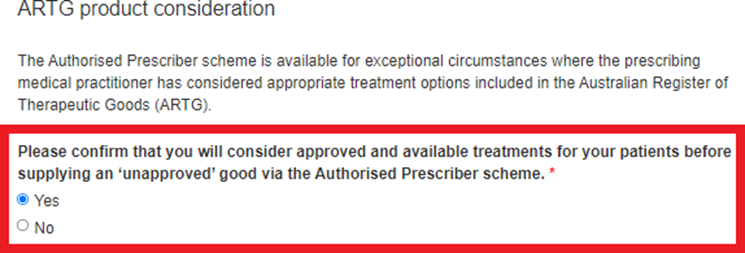 ARTG product consideration
The Authorised Prescriber scheme is available for exceptional circumstances where the prescribing
medical practitioner has considered appropriate treatment options included in the Australian Register of
Therapeutic Goods (ARTG).
Please confirm that you will consider approved and available treatments for your patients before
supplying an ‘unapproved’ good via the Authorised Prescriber scheme. *
Yes
No